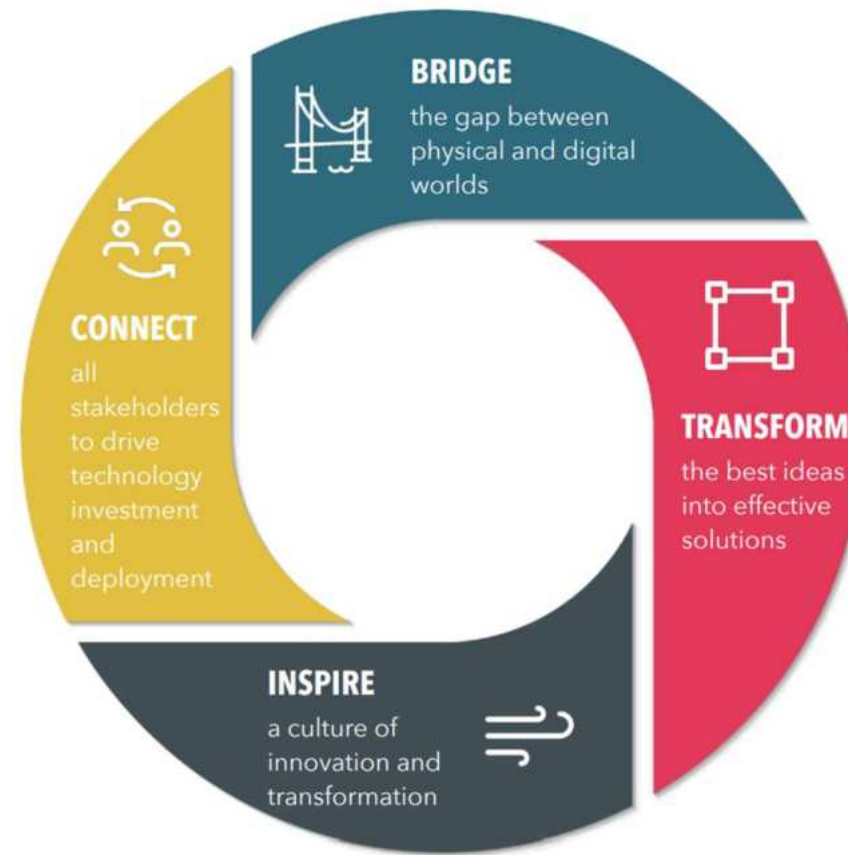 BRIDGE
the gap between
physical and digital
worlds
TRANSFORM
the best ideas
into effective
solutions
INSPIRE
a culture of
innovation and
transformation
CONNECT
all
stakeholders
to drive
technology
investment
and
deployment